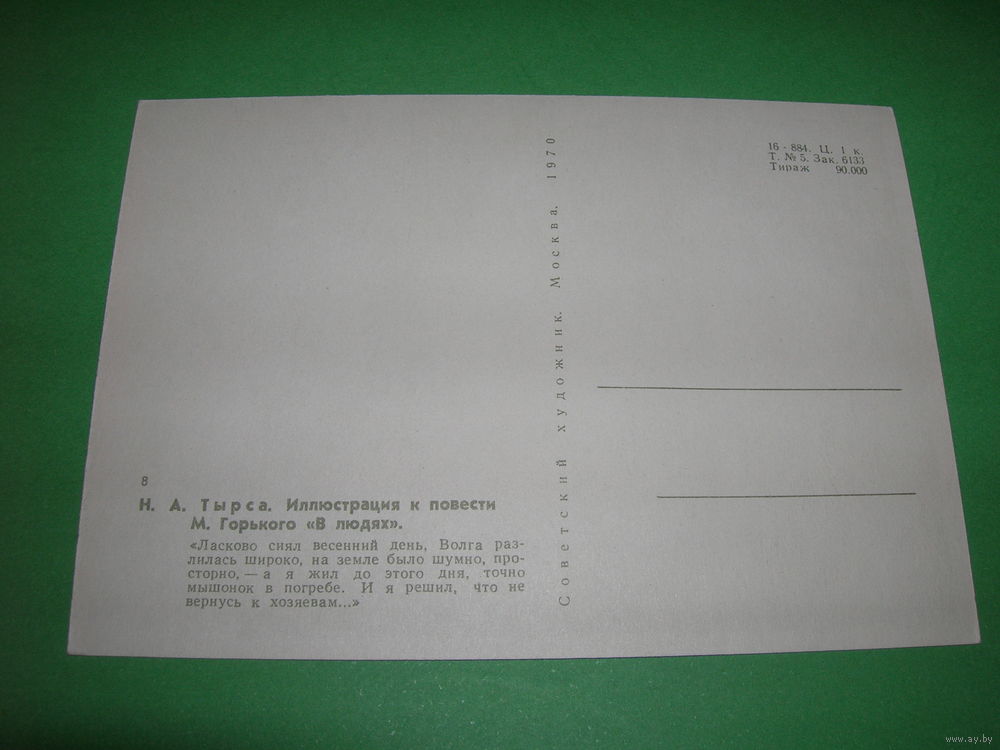 16 - 884. Ц. 1 к.
Т. № 5. Зак. 6133
Тираж 90.000
Советский художник. Москва. 1970
8
Н. А. Тырса. Иллюстрация к повести
М. Горького «В людях».
«Ласково сиял весенний день, Волга раз-
лилась широко, на земле было шумно, про-
сторно, — а я жил до этого дня, точно
мышонок в погребе. И я решил, что не
вернусь к хозяевам...»
www.ay.by